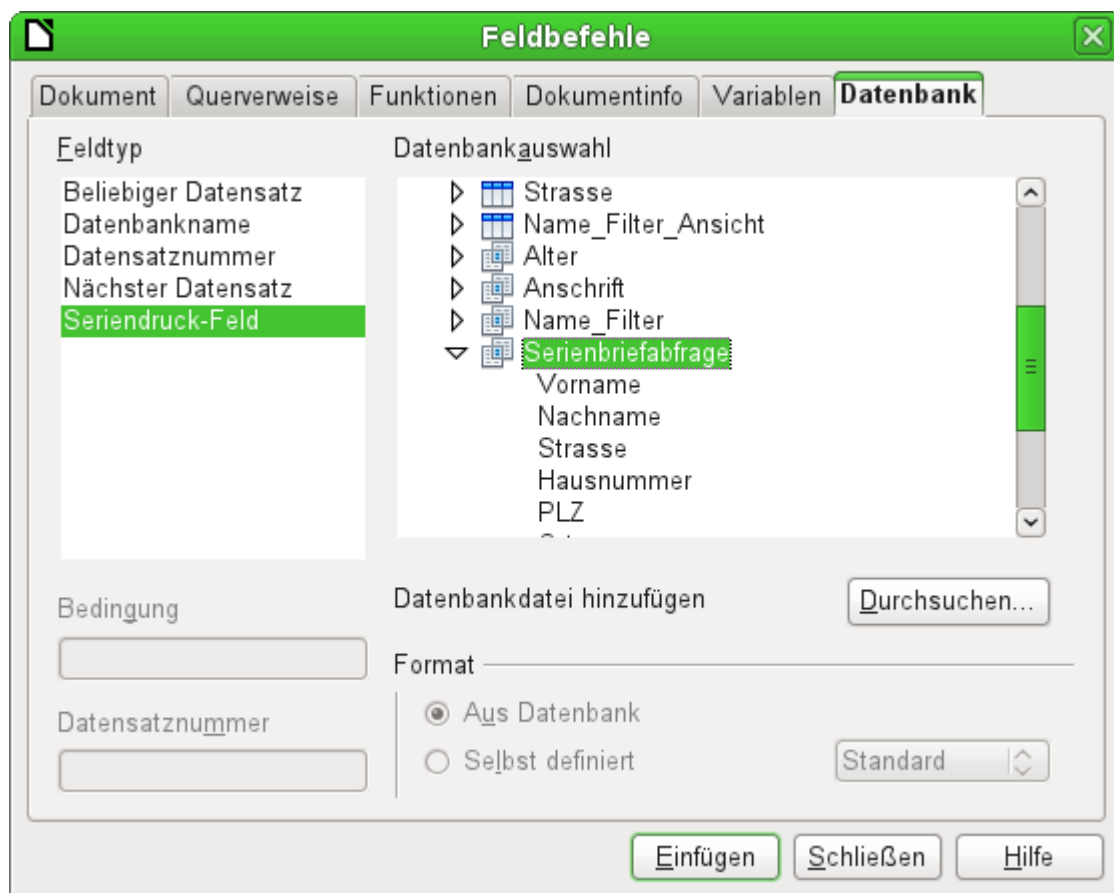 Feldbefehle
Dokument Querverweise Funktionen Dokumentinfo Variablen Datenbank
Feldtyp
Beliebiger Datensatz
Datenbankname
Datensatznummer
Nächster Datensatz
Seriendruck-Feld
Datenbankauswahl
Strasse
Name_Filter_Ansicht
Alter
Anschrift
Name_Filter
Serienbriefabfrage
Vorname
Nachname
Strasse
Hausnummer
PLZ
Bedingung
Datensatznummer
Datenbankdatei hinzufügen Durchsuchen...
Format
Aus Datenbank
Selbst definiert Standard
Einfügen Schließen Hilfe